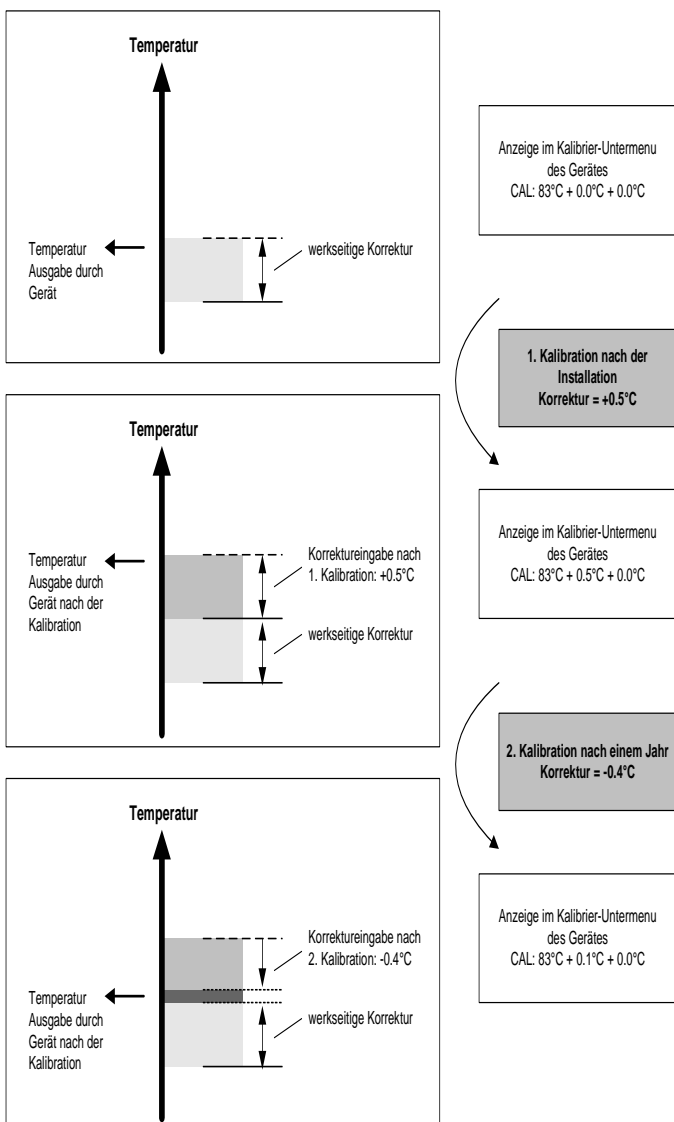 Temperatur
Temperatur
Ausgabe durch
Gerät
werkseitige Korrektur
Anzeige im Kalibrier-Untermenu
des Gerätes
CAL: 83°C + 0.0°C + 0.0°C
1. Kalibration nach der
Installation
Korrektur = +0.5°C
Temperatur
Temperatur
Ausgabe durch
Gerät nach der
Kalibration
Korrektureingabe nach
1. Kalibration: +0.5°C
werkseitige Korrektur
Anzeige im Kalibrier-Untermenu
des Gerätes
CAL: 83°C + 0.5°C + 0.0°C
2. Kalibration nach einem Jahr
Korrektur = -0.4°C
Temperatur
Temperatur
Ausgabe durch
Gerät nach der
Kalibration
Korrektureingabe nach
2. Kalibration: -0.4°C
werkseitige Korrektur
Anzeige im Kalibrier-Untermenu
des Gerätes
CAL: 83°C + 0.1°C + 0.0°C